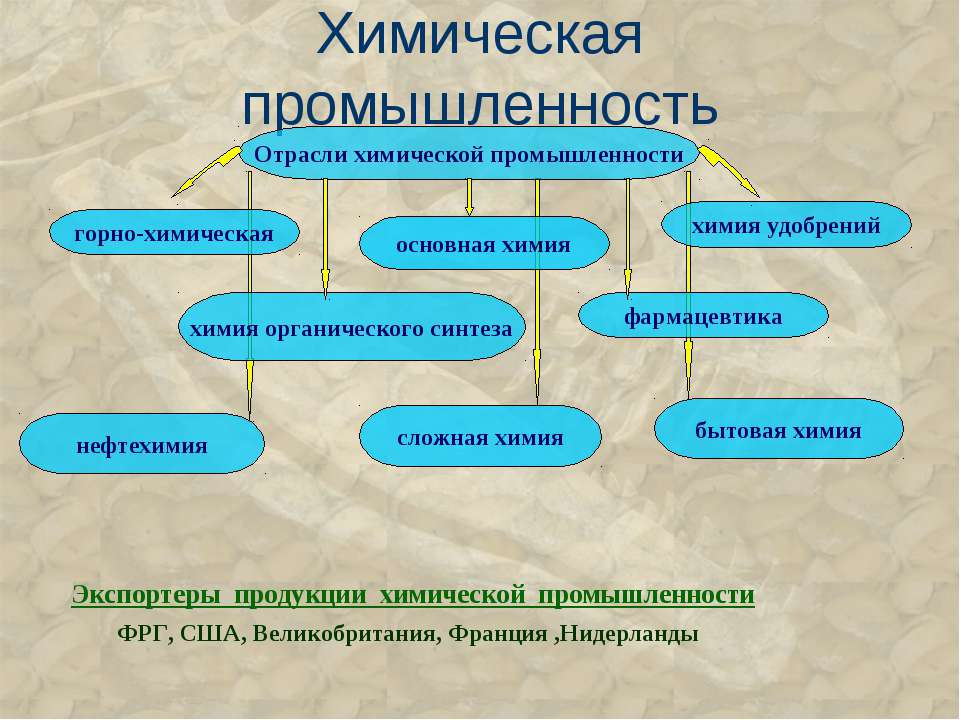 Химическая
промышленность
Отрасли химической промышленности
горно-химическая
основная химия
химия удобрений
химия органического синтеза
фармацевтика
нефтехимия
сложная химия
бытовая химия
Экспортеры продукции химической промышленности
ФРГ, США, Великобритания, Франция ,Нидерланды